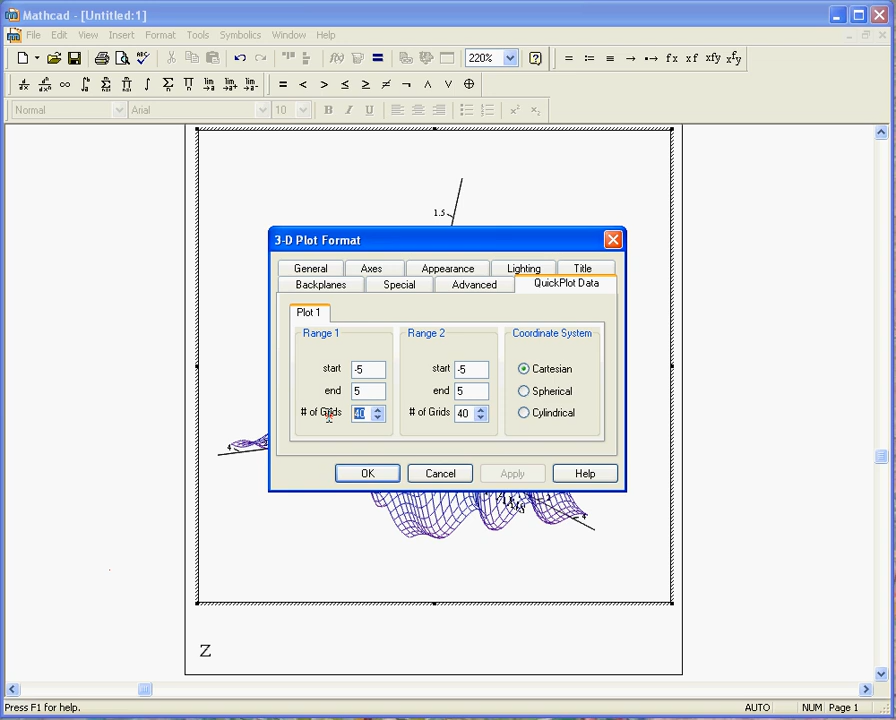 Mathcad - [Untitled:1]
File Edit View Insert Format Tools Symbolics Window Help
220%
Normal Arial 10 B I U
1.5
3-D Plot Format
General Axes Appearance Lighting Title
Backplanes Special Advanced QuickPlot Data
Plot 1
Range 1 Range 2 Coordinate System
start -5 start -5 Cartesian
end 5 end 5 Spherical
# of Grids 40 # of Grids 40 Cylindrical
4
OK Cancel Apply Help
4
Z
Press F1 for help. AUTO NUM Page 1